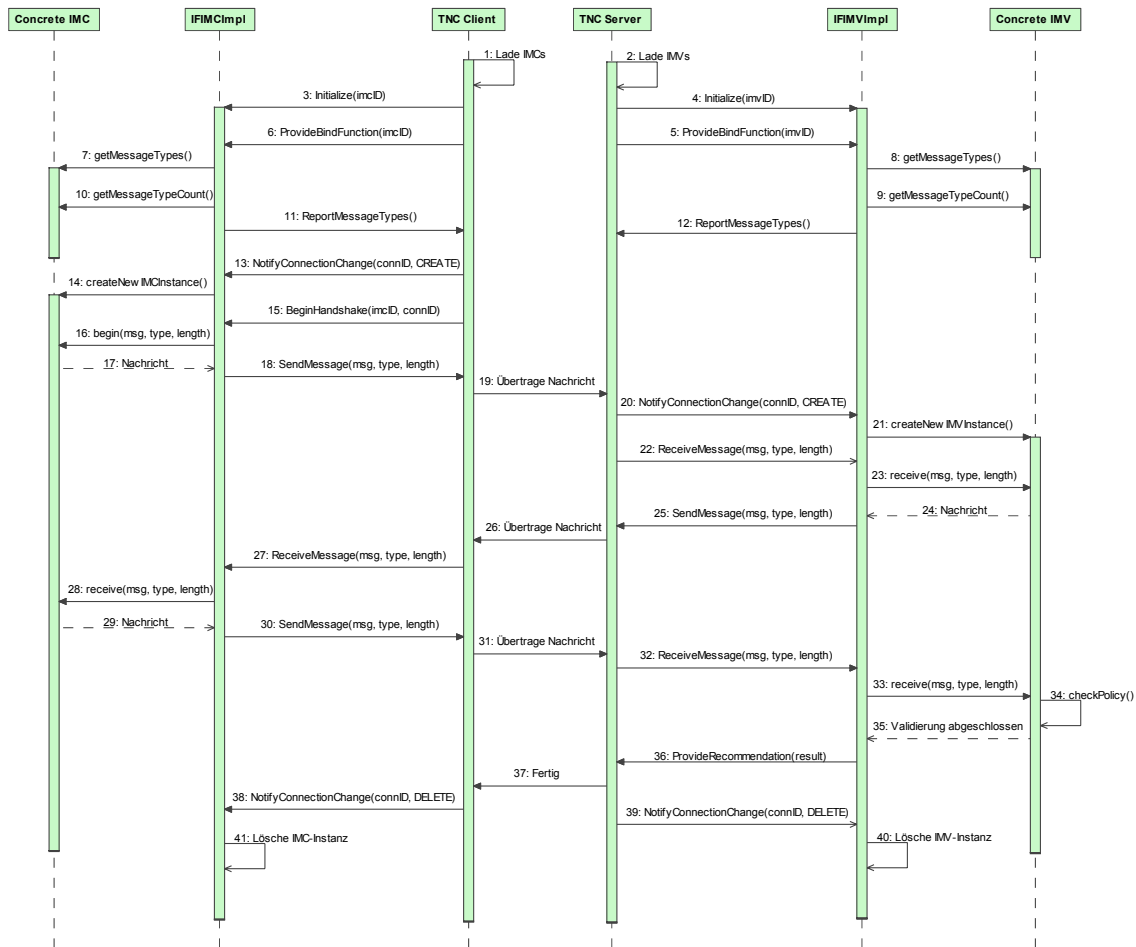 Concrete IMC
IFIMCImpl
TNC Client
TNC Server
IFIMVImpl
Concrete IMV
1: Lade IMCs
2: Lade IMVs
3: Initialize(imcID)
4: Initialize(imvID)
6: ProvideBindFunction(imcID)
5: ProvideBindFunction(imvID)
7: getMessageTypes()
8: getMessageTypes()
10: getMessageTypeCount()
9: getMessageTypeCount()
11: ReportMessageTypes()
12: ReportMessageTypes()
13: NotifyConnectionChange(connID, CREATE)
14: createNew IMCInstance()
15: BeginHandshake(imcID, connID)
16: begin(msg, type, length)
17: Nachricht
18: SendMessage(msg, type, length)
19: Übertrage Nachricht
20: NotifyConnectionChange(connID, CREATE)
21: createNew IMVInstance()
22: ReceiveMessage(msg, type, length)
23: receive(msg, type, length)
24: Nachricht
25: SendMessage(msg, type, length)
26: Übertrage Nachricht
27: ReceiveMessage(msg, type, length)
28: receive(msg, type, length)
29: Nachricht
30: SendMessage(msg, type, length)
31: Übertrage Nachricht
32: ReceiveMessage(msg, type, length)
33: receive(msg, type, length)
34: checkPolicy()
35: Validierung abgeschlossen
36: ProvideRecommendation(result)
37: Fertig
38: NotifyConnectionChange(connID, DELETE)
39: NotifyConnectionChange(connID, DELETE)
41: Lösche IMC-Instanz
40: Lösche IMV-Instanz